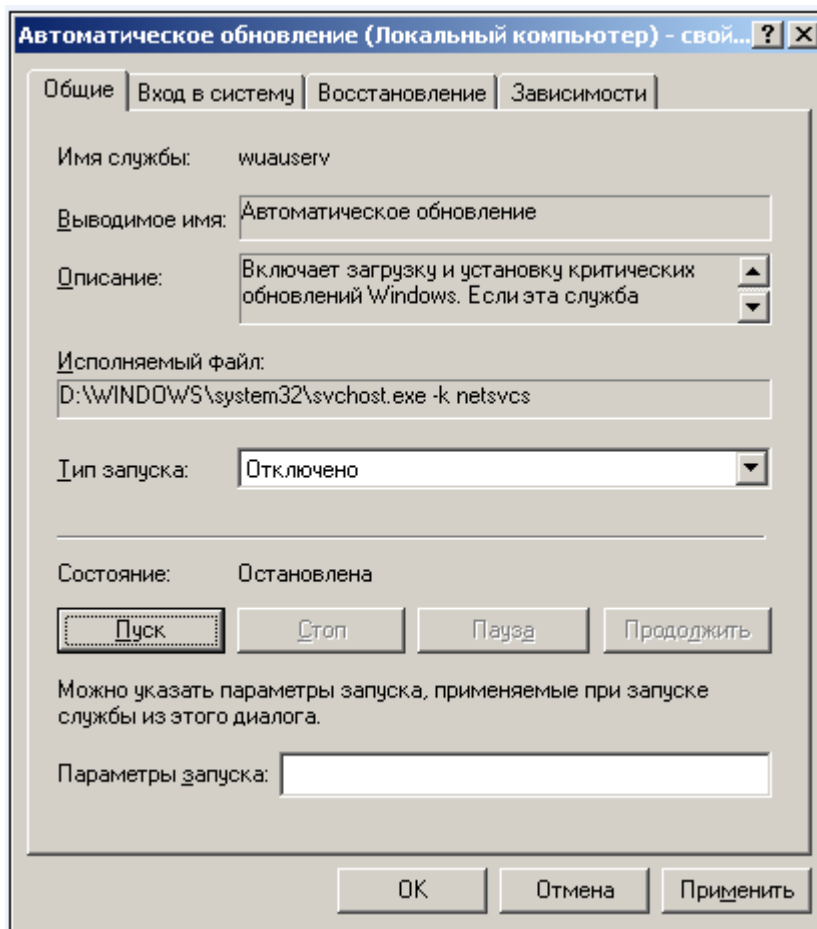 Автоматическое обновление (Локальный компьютер) - свой...
Общие Вход в систему Восстановление Зависимости
Имя службы: wuauserv
Выводимое имя: Автоматическое обновление
Описание: Включает загрузку и установку критических
обновлений Windows. Если эта служба
Исполняемый файл:
D:\WINDOWS\system32\svchost.exe -k netsvcs
Тип запуска: Отключено
Состояние: Остановлена
Пуск Стоп Пауза Продолжить
Можно указать параметры запуска, применяемые при запуске
службы из этого диалога.
Параметры запуска:
OK Отмена Применить